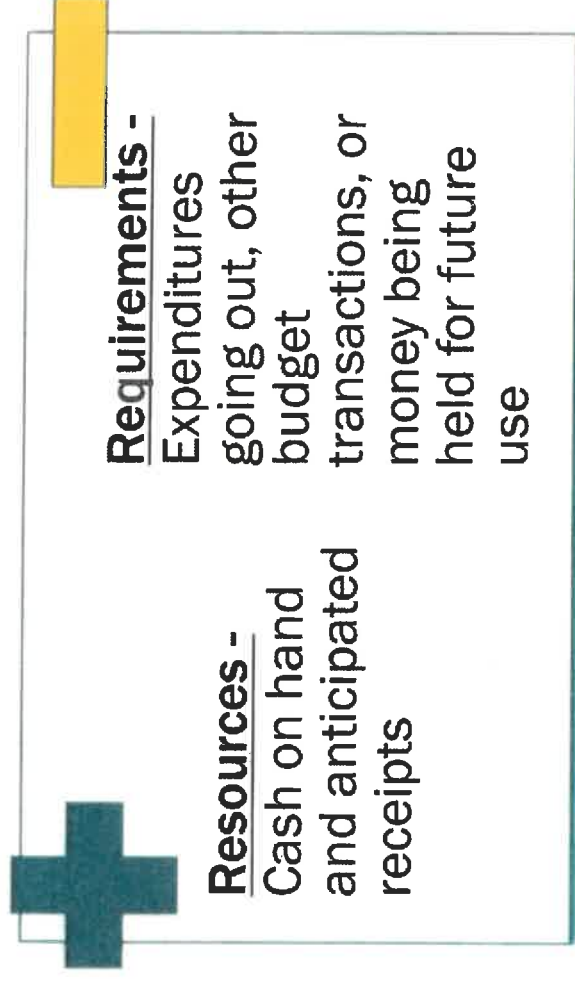 Resources -
Cash on hand
and anticipated
receipts
Requirements -
Expenditures
going out, other
budget
transactions, or
money being
held for future
use